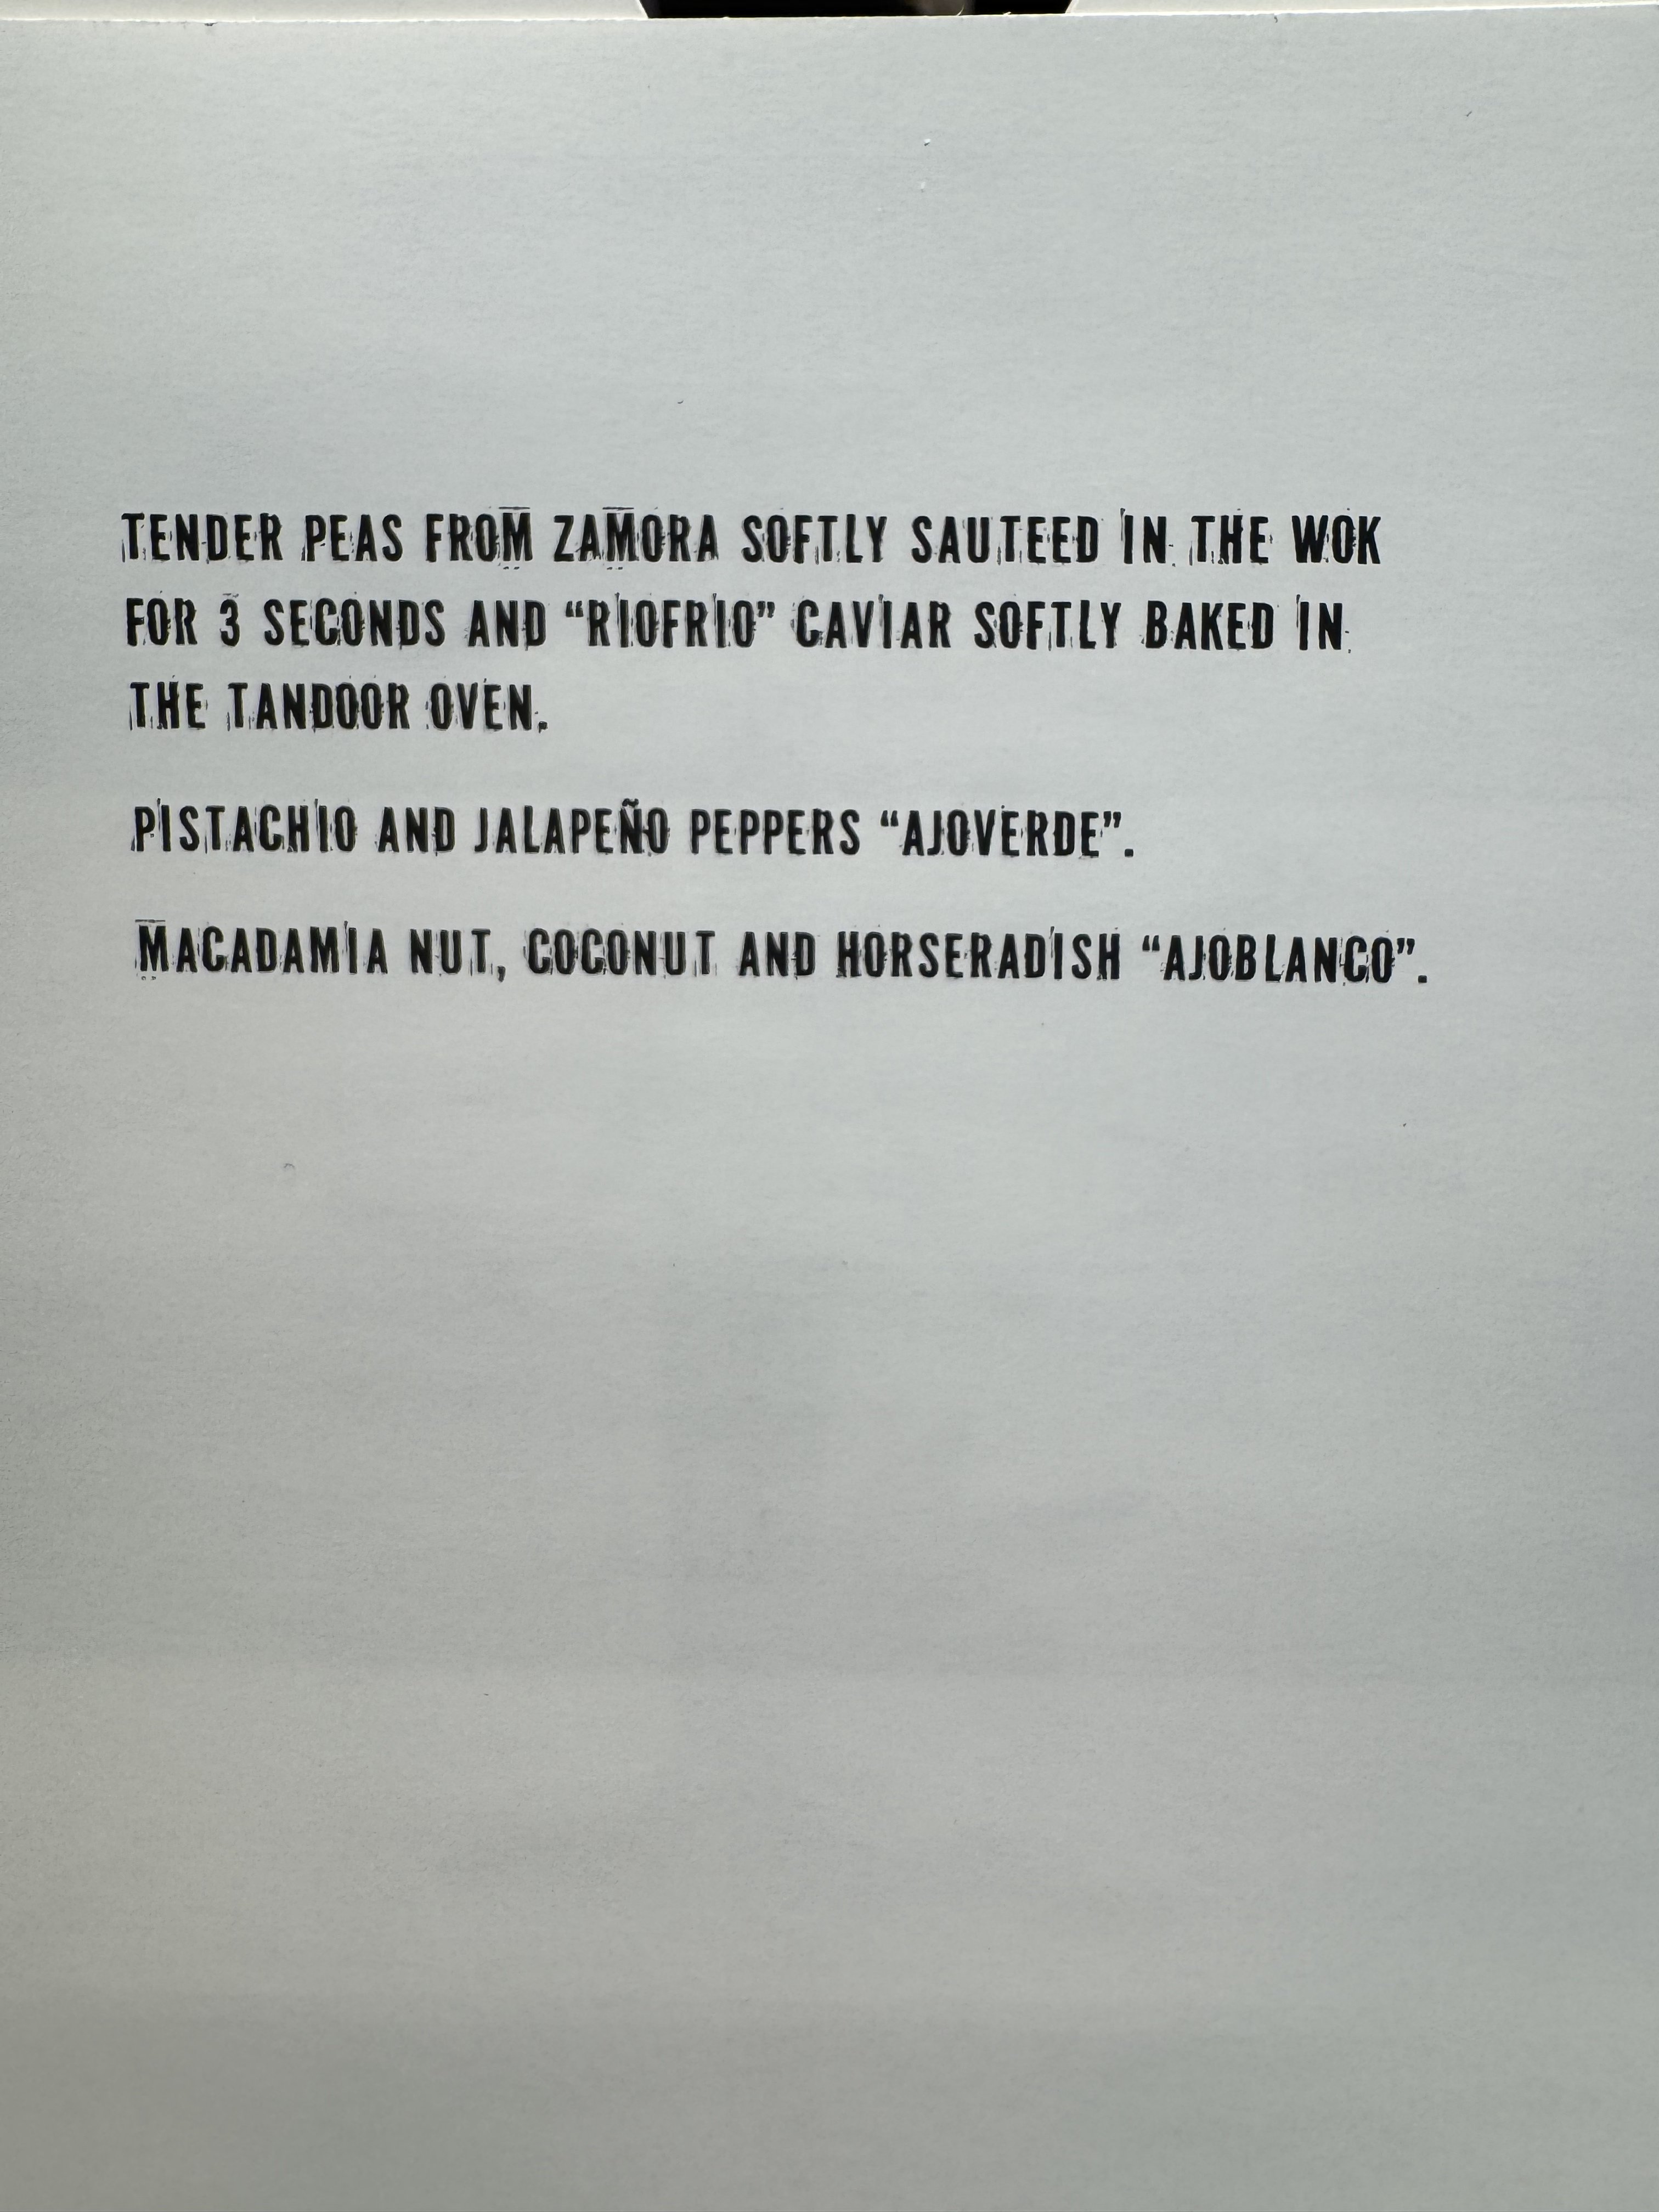 TENDER PEAS FROM ZAMORA SOFTLY SAUTEED IN THE WOK
FOR 3 SECONDS AND “RIOFRIO” CAVIAR SOFTLY BAKED IN
THE TANDOOR OVEN.
PISTACHIO AND JALAPEÑO PEPPERS “AJOVERDE”.
MACADAMIA NUT, COCONUT AND HORSERADISH “AJOBLANCO”.